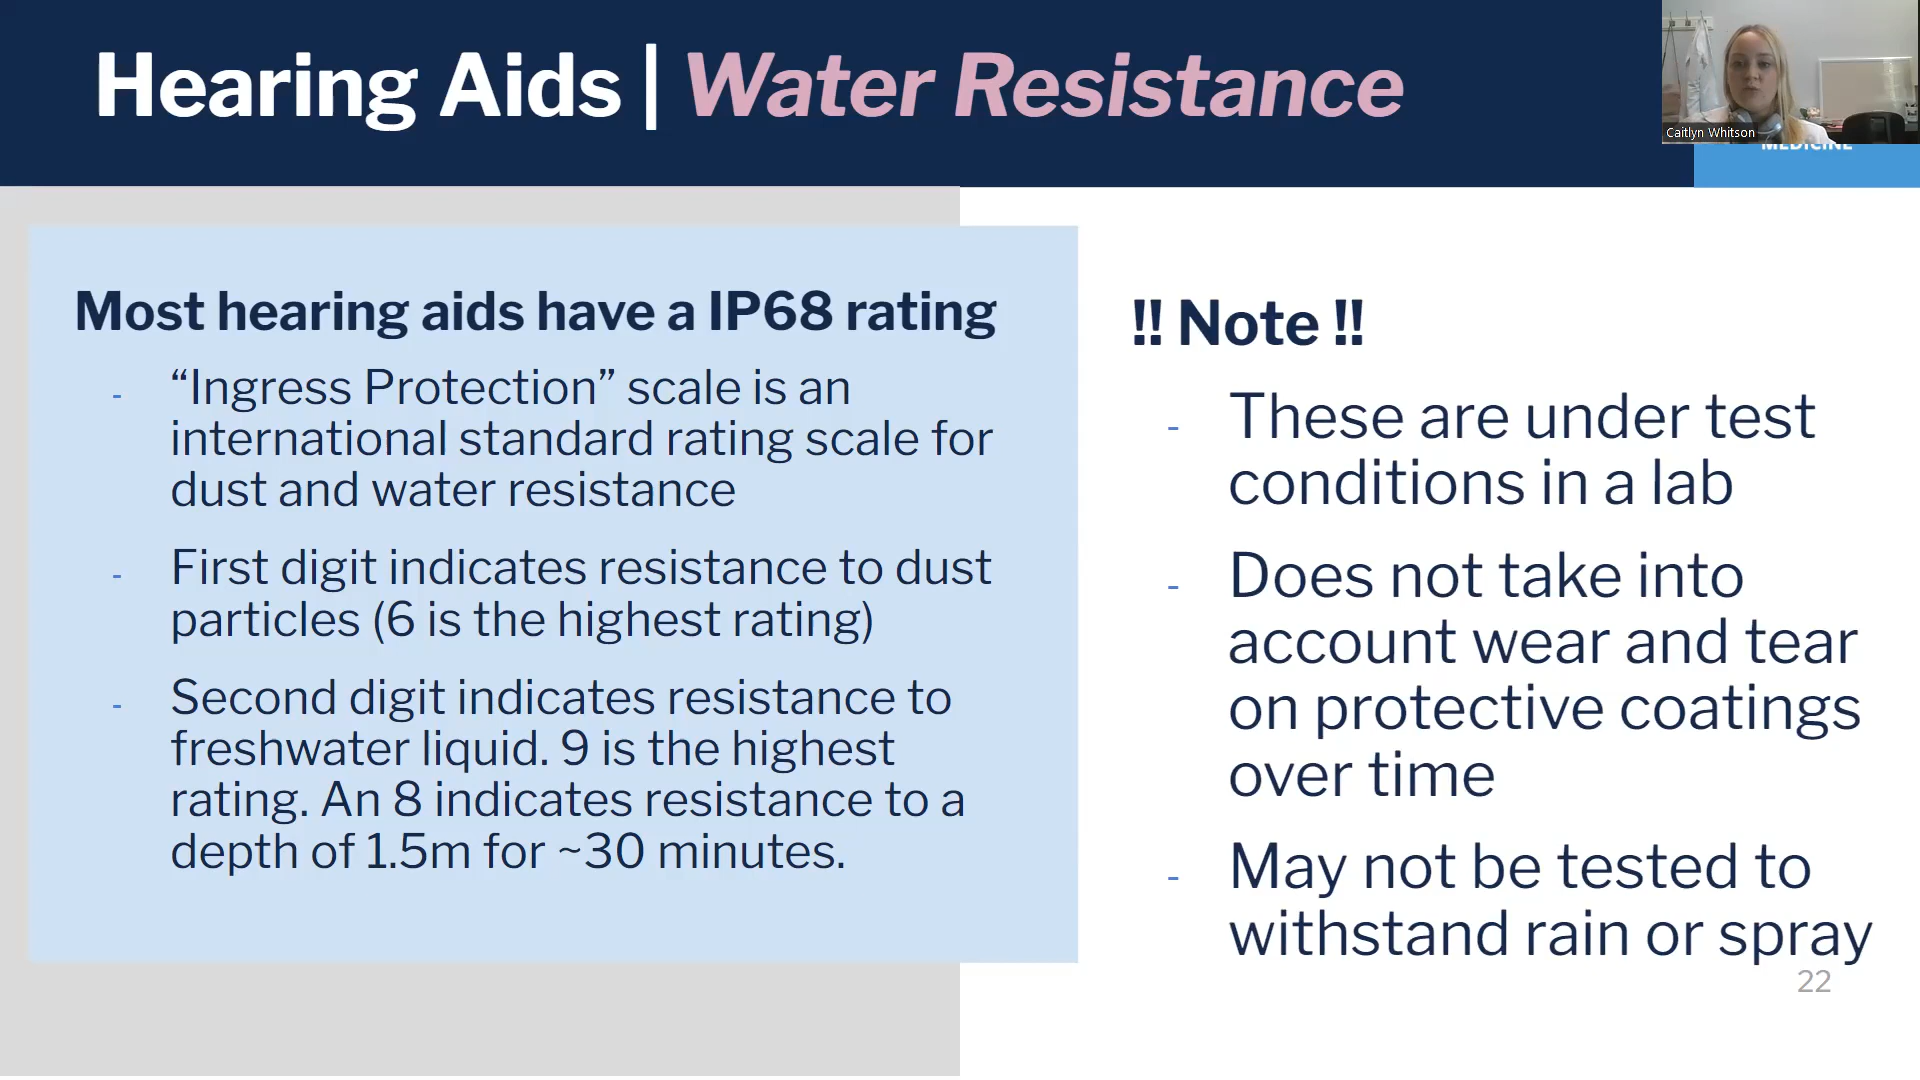 Hearing Aids | Water Resistance
Caitlyn Whitson
MEDICINE
Most hearing aids have a IP68 rating
- “Ingress Protection” scale is an
international standard rating scale for
dust and water resistance
- First digit indicates resistance to dust
particles (6 is the highest rating)
- Second digit indicates resistance to
freshwater liquid. 9 is the highest
rating. An 8 indicates resistance to a
depth of 1.5m for ~30 minutes.
!! Note !!
- These are under test
conditions in a lab
- Does not take into
account wear and tear
on protective coatings
over time
- May not be tested to
withstand rain or spray
22